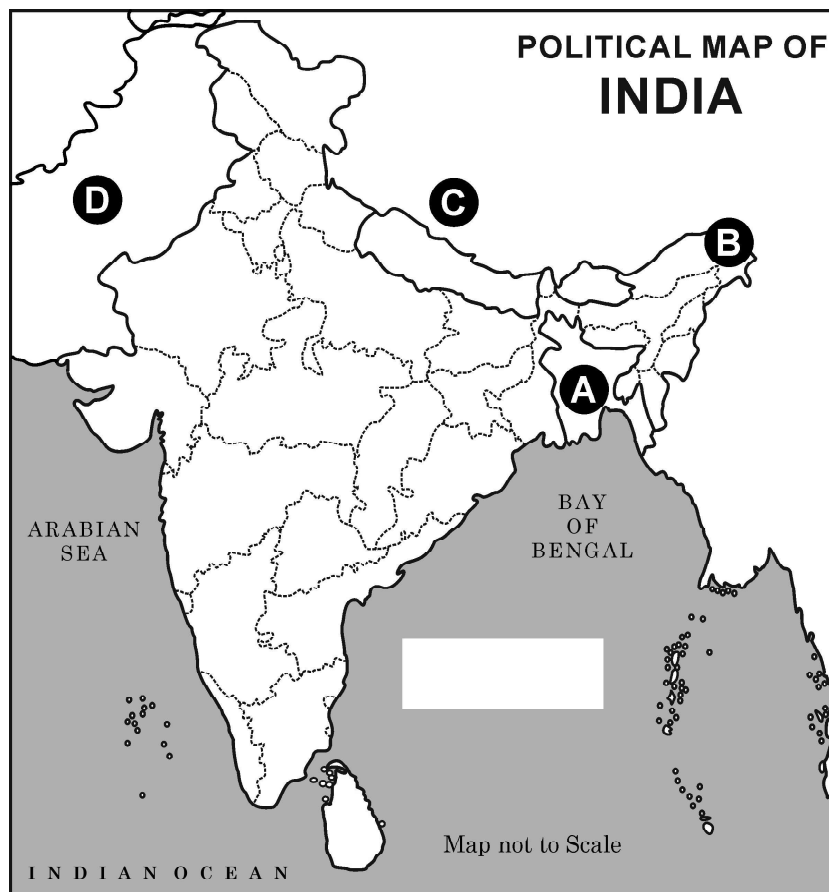 POLITICAL MAP OF
INDIA
D
C
B
A
ARABIAN
SEA
BAY
OF
BENGAL
Map not to Scale
INDIAN OCEAN